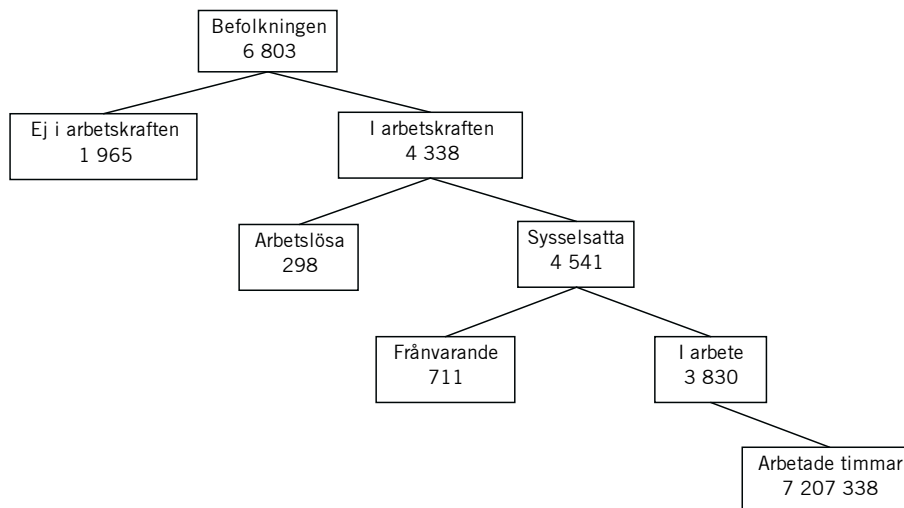 Befolkningen
6 803
Ej i arbetskraften
1 965
I arbetskraften
4 338
Arbetslösa
298
Sysselsatta
4 541
Frånvarande
711
I arbete
3 830
Arbetade timmar
7 207 338